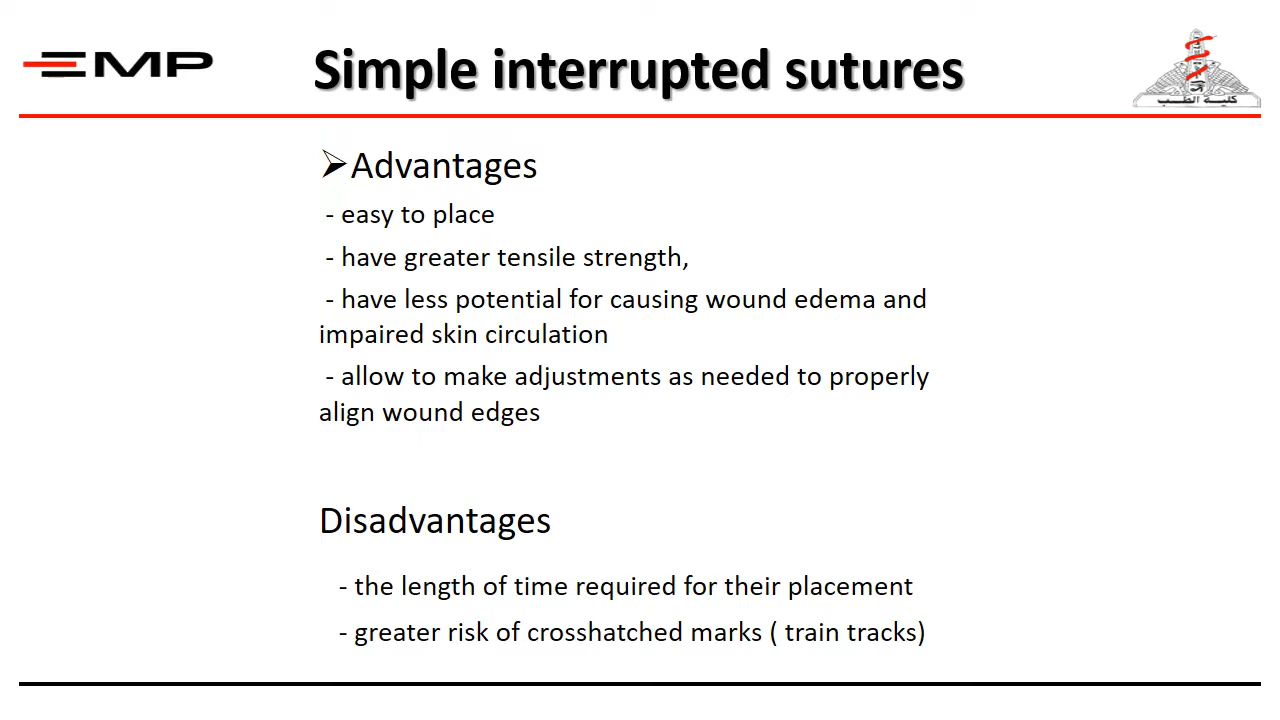 EMP
Simple interrupted sutures
كلية الطب
➢Advantages
- easy to place
- have greater tensile strength,
- have less potential for causing wound edema and
impaired skin circulation
- allow to make adjustments as needed to properly
align wound edges
Disadvantages
- the length of time required for their placement
- greater risk of crosshatched marks ( train tracks)